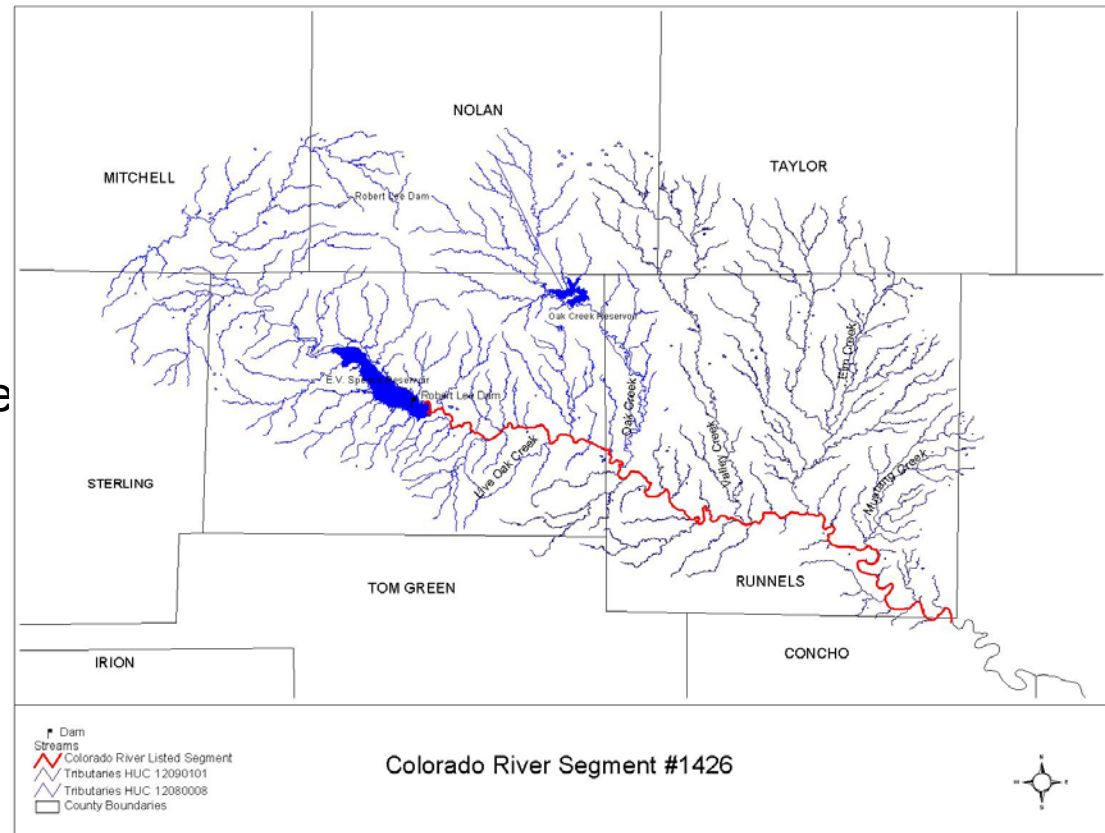 NOLAN
TAYLOR
MITCHELL
Robert Lee Dam
Oak Creek Reservoir
Elm Creek
E.V. Spence Reservoir
Robert Lee Dam
e
Oak Creek
Live Oak Creek
Valley Creek
Mustang Creek
STERLING
TOM GREEN
RUNNELS
CONCHO
IRION
Dam
Streams
Colorado River Listed Segment
Tributaries HUC 12090101
Tributaries HUC 12080008
County Boundaries
Colorado River Segment #1426
N
W
E
S